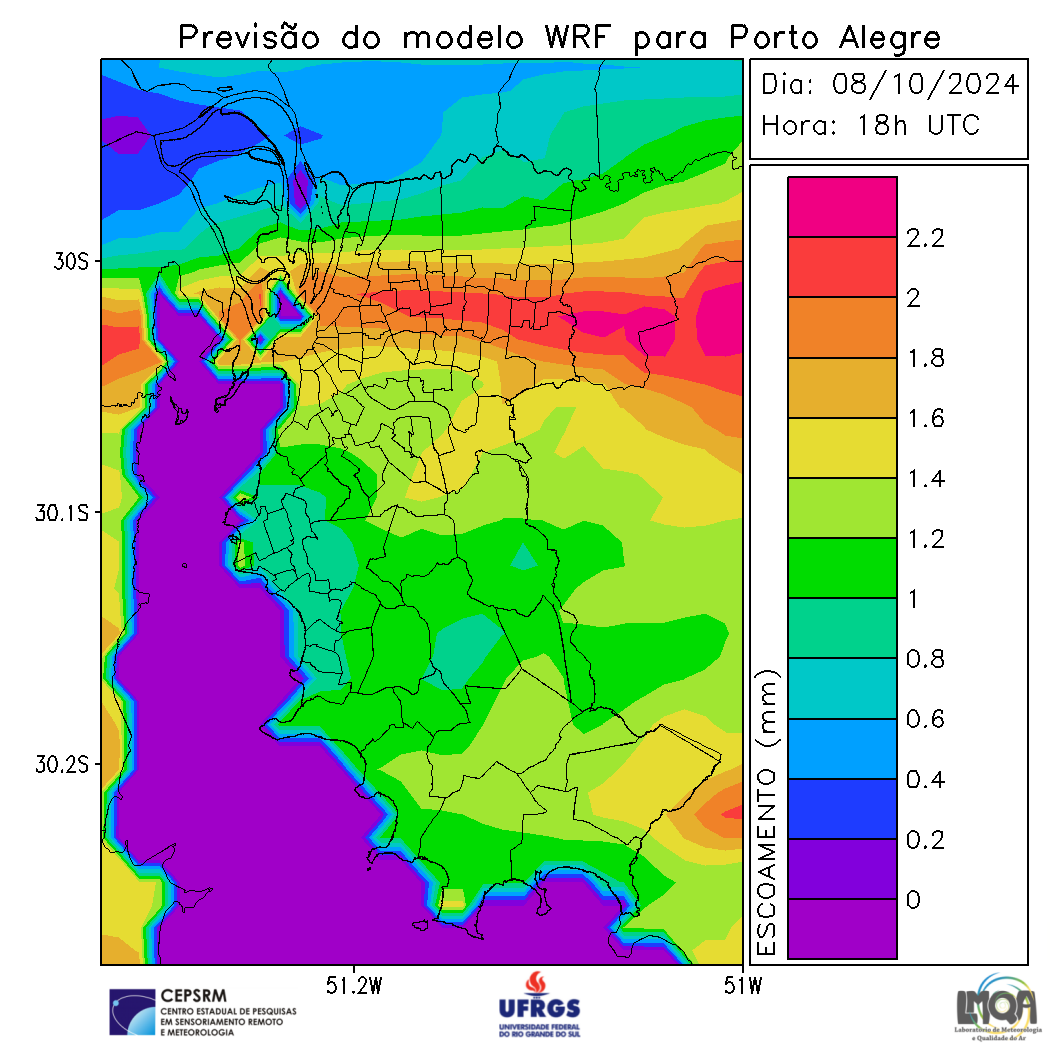 Previsão do modelo WRF para Porto Alegre
Dia: 08/10/2024
Hora: 18h UTC
30S
30.1S
30.2S
51.2W
51W
ESCOAMENTO (mm)
2.2
2
1.8
1.6
1.4
1.2
1
0.8
0.6
0.4
0.2
0
CEPSRM
CENTRO ESTADUAL DE PESQUISAS
EM SENSORIAMENTO REMOTO
E METEOROLOGIA
UFRGS
UNIVERSIDADE FEDERAL
DO RIO GRANDE DO SUL
LMQA
Laboratório de Meteorologia
e Qualidade do Ar